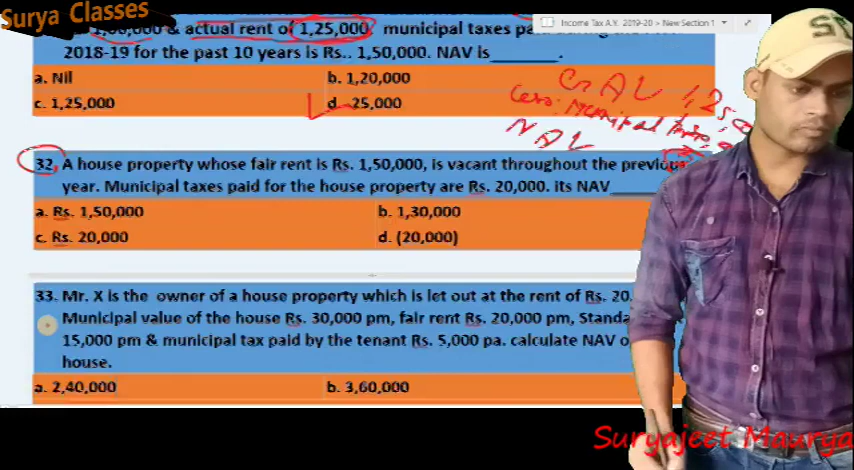 Surya Classes
Income Tax A.Y. 2019-20 > New Section 1
& actual rent of 1,25,000, municipal taxes
2018-19 for the past 10 years is Rs.. 1,50,000. NAV is______.
a. Nil
b. 1,20,000
c. 1,25,000
d. -25,000
GAV 1,25,00
Less: Municipal
NAV
32. A house property whose fair rent is Rs. 1,50,000, is vacant throughout the previous
year. Municipal taxes paid for the house property are Rs. 20,000. its NAV
a. Rs. 1,50,000
b. 1,30,000
c. Rs. 20,000
d. (20,000)
33. Mr. X is the owner of a house property which is let out at the rent of Rs. 20
Municipal value of the house Rs. 30,000 pm, fair rent Rs. 20,000 pm, Standa
15,000 pm & municipal tax paid by the tenant Rs. 5,000 pa. calculate NAV o
house.
a. 2,40,000
b. 3,60,000
Suryajeet Maurya